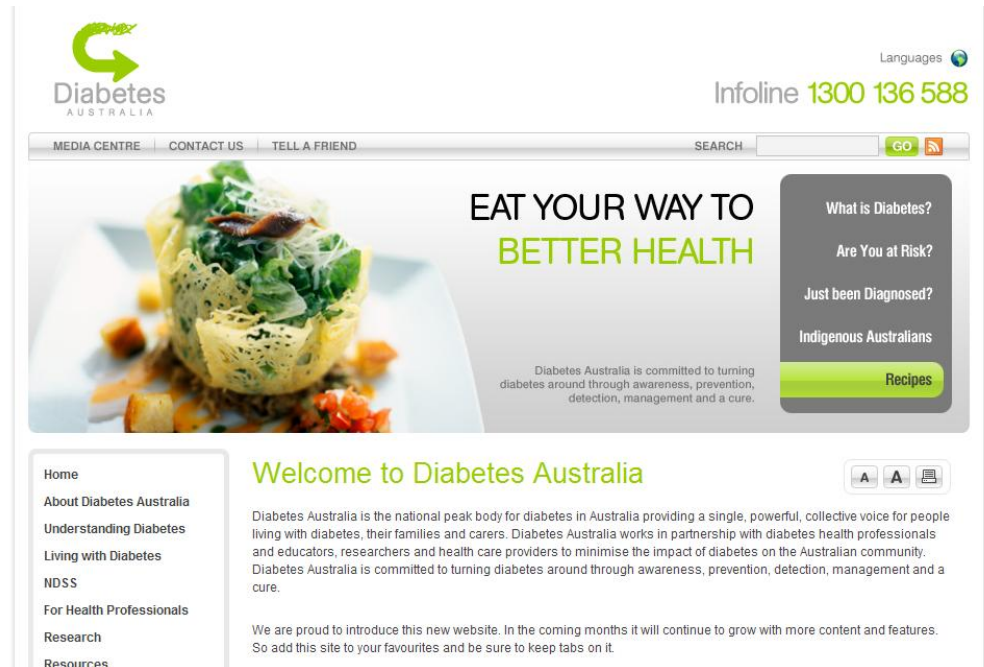 Diabetes
AUSTRALIA
Languages
Infoline 1300 136 588
MEDIA CENTRE
CONTACT US
TELL A FRIEND
SEARCH
GO
EAT YOUR WAY TO
BETTER HEALTH
Diabetes Australia is committed to turning
diabetes around through awareness, prevention,
detection, management and a cure.
What is Diabetes?
Are You at Risk?
Just been Diagnosed?
Indigenous Australians
Recipes
Home
About Diabetes Australia
Understanding Diabetes
Living with Diabetes
NDSS
For Health Professionals
Research
Resources
Welcome to Diabetes Australia
A A
Diabetes Australia is the national peak body for diabetes in Australia providing a single, powerful, collective voice for people
living with diabetes, their families and carers. Diabetes Australia works in partnership with diabetes health professionals
and educators, researchers and health care providers to minimise the impact of diabetes on the Australian community.
Diabetes Australia is committed to turning diabetes around through awareness, prevention, detection, management and a
cure.
We are proud to introduce this new website. In the coming months it will continue to grow with more content and features.
So add this site to your favourites and be sure to keep tabs on it.